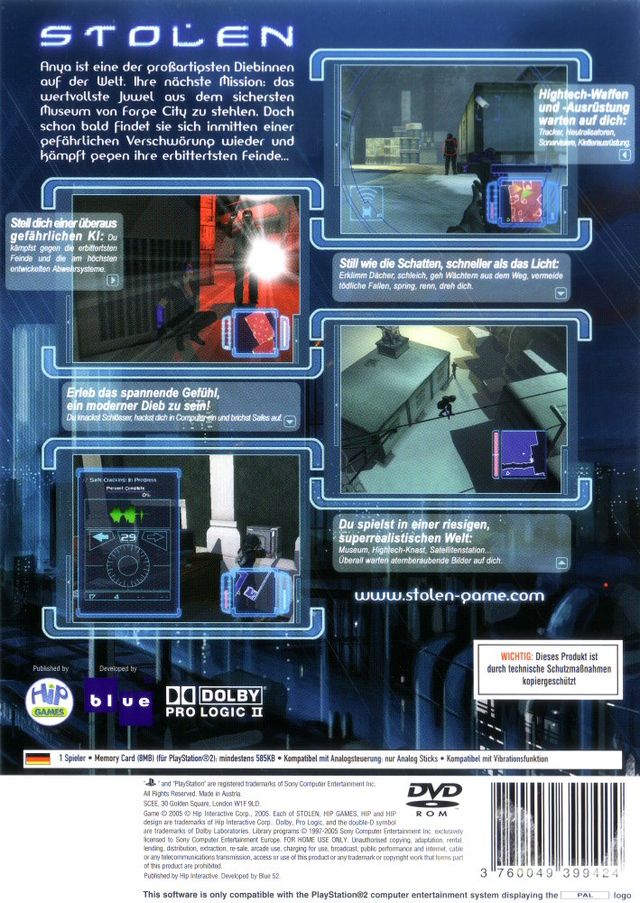 STOLEN
Anya ist eine der großartigsten Diebinnen
auf der Welt. Ihre nächste Mission: das
wertvollste Juwel aus dem sichersten
Museum von Forge City zu stehlen. Doch
schon bald findet sie sich inmitten einer
gefährlichen Verschwörung wieder und
kämpft gegen ihre erbittertsten Feinde...
Hightech-Waffen
und -Ausrüstung
warten auf dich:
Tracker, Neutralisatoren,
Sonarvisiere, Kletterausrüstung.
Stell dich einer überaus
gefährlichen KI: Du
kämpfst gegen die erbittertsten
Feinde und die am höchsten
entwickelten Abwehrsysteme.
Still wie die Schatten, schneller als das Licht:
Erklimm Dächer, schleich, geh Wächtern aus dem Weg, vermeide
tödliche Fallen, spring, renn, dreh dich.
Erleb das spannende Gefühl,
ein moderner Dieb zu sein!
Du knackst Schlösser, hackst dich in Computer ein und brichst Safes auf.
Safe Cracking In Progress
Percent Complete
0%
29
17 4
Du spielst in einer riesigen,
superrealistischen Welt:
Museum, Hightech-Knast, Satellitenstation...
Überall warten atemberaubende Bilder auf dich.
www.stolen-game.com
WICHTIG: Dieses Produkt ist
durch technische Schutzmaßnahmen
kopiergeschützt
Published by
Developed by
HiP
GAMES
blue
DOLBY
PRO LOGIC II
1 Spieler • Memory Card (8MB) (für PlayStation®2): mindestens 585KB • Kompatibel mit Analogsteuerung: nur Analog Sticks • Kompatibel mit Vibrationsfunktion
" " and "PlayStation" are registered trademarks of Sony Computer Entertainment Inc.
All Rights Reserved. Made in Austria.
SCEE, 30 Golden Square, London W1F 9LD.
Game © 2005 © Hip Interactive Corp., 2005. Each of STOLEN, HIP GAMES, and HIP
design are trademarks of Hip Interactive Corp.. Dolby, Pro Logic, and the double-D symbol
are trademarks of Dolby Laboratories. Library programs © 1997-2005 Sony Computer Entertainment Inc. exclusively
licensed to Sony Computer Entertainment Europe. FOR HOME USE ONLY. Unauthorised copying, adaptation, rental,
lending, distribution, extraction, re-sale, arcade use, charging for use, broadcast, public performance and internet, cable
or any telecommunications transmission, access or use of this product or any trademark or copyright work that forms part
of this product are prohibited.
Published by Hip Interactive. Developed by Blue 52.
DVD
ROM
3 760049 399424
This software is only compatible with the PlayStation®2 computer entertainment system displaying the PAL logo